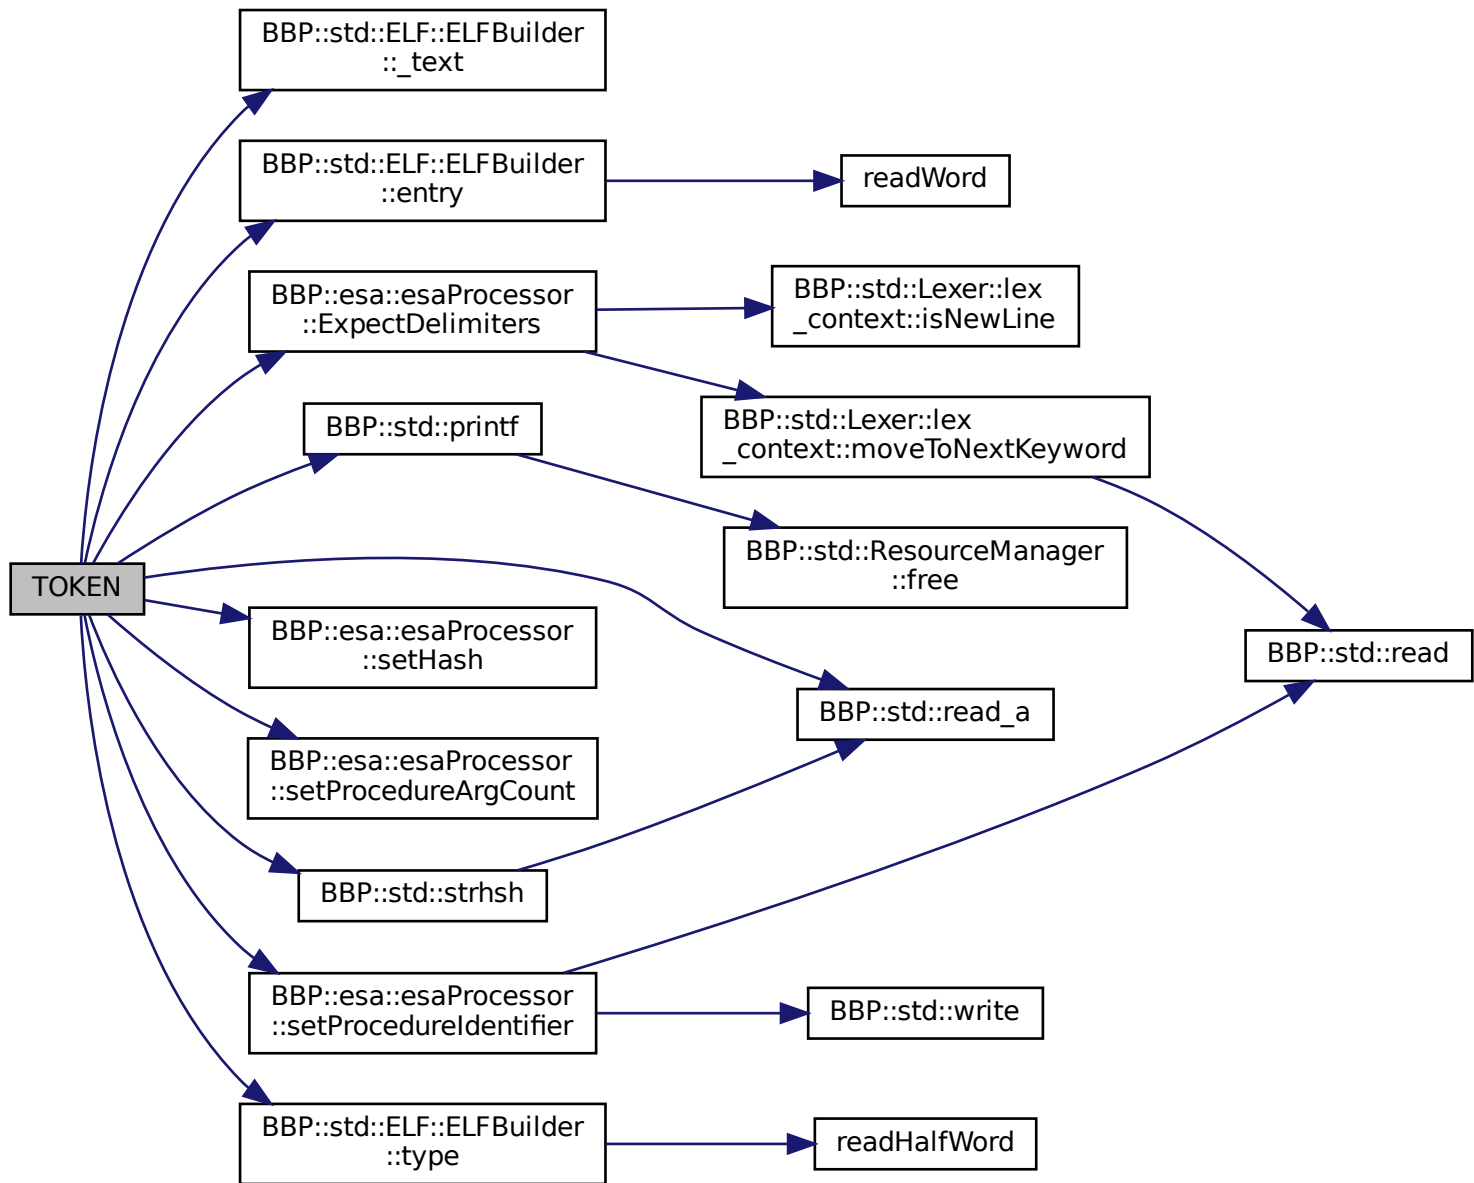 BBP::std::ELF::ELFBuilder
::_text
BBP::std::ELF::ELFBuilder
::entry
readWord
BBP::esa::esaProcessor
::ExpectDelimiters
BBP::std::Lexer::lex
_context::isNewLine
BBP::std::printf
BBP::std::Lexer::lex
_context::moveToNextKeyword
BBP::std::ResourceManager
::free
TOKEN
BBP::esa::esaProcessor
::setHash
BBP::std::read
BBP::std::read_a
BBP::esa::esaProcessor
::setProcedureArgCount
BBP::std::strhsh
BBP::esa::esaProcessor
::setProcedureIdentifier
BBP::std::write
BBP::std::ELF::ELFBuilder
::type
readHalfWord